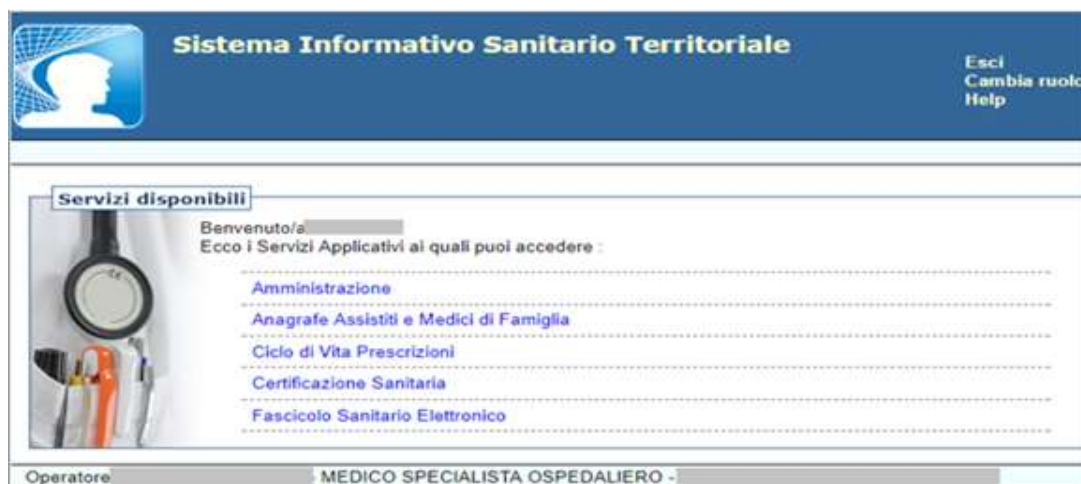 Sistema Informativo Sanitario Territoriale
Esci
Cambia ruolo
Help
Servizi disponibili
Benvenuto/a
Ecco i Servizi Applicativi ai quali puoi accedere :
Amministrazione
Anagrafe Assistiti e Medici di Famiglia
Ciclo di Vita Prescrizioni
Certificazione Sanitaria
Fascicolo Sanitario Elettronico
Operatore - MEDICO SPECIALISTA OSPEDALIERO -